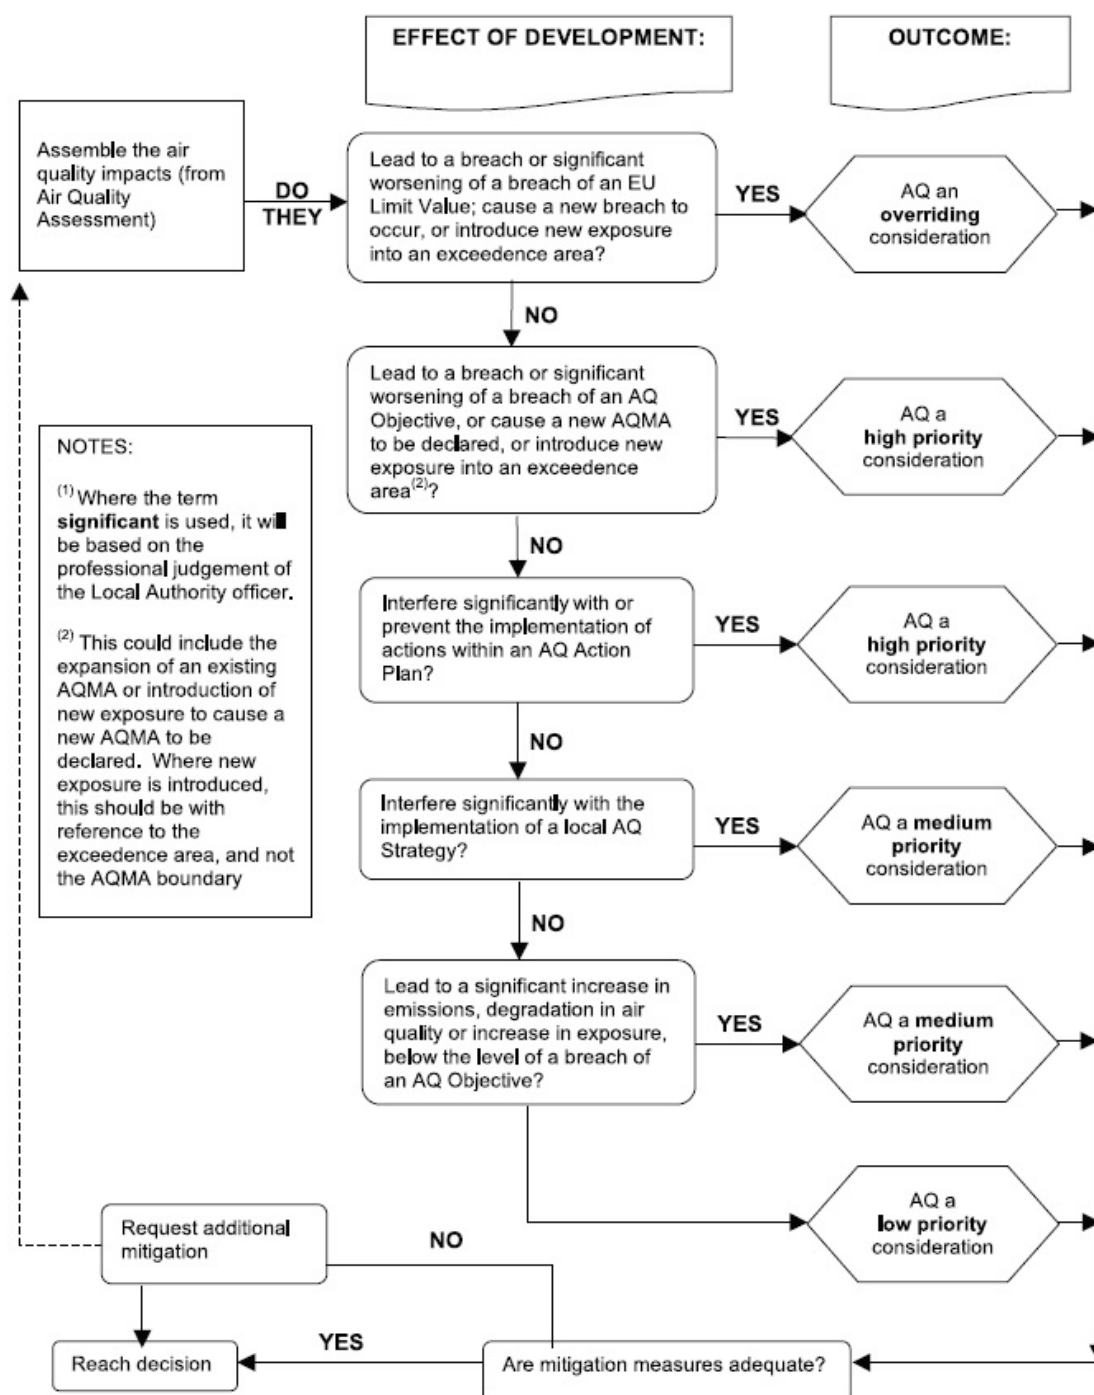 EFFECT OF DEVELOPMENT:
OUTCOME:
Assemble the air
quality impacts (from
Air Quality
Assessment)
DO
THEY
Lead to a breach or significant
worsening of a breach of an EU
Limit Value; cause a new breach to
occur, or introduce new exposure
into an exceedence area?
YES
AQ an
overriding
consideration
NO
Lead to a breach or significant
worsening of a breach of an AQ
Objective, or cause a new AQMA
to be declared, or introduce new
exposure into an exceedence
area(2)?
YES
AQ a
high priority
consideration
NO
NOTES:
(1) Where the term
significant is used, it will
be based on the
professional judgement of
the Local Authority officer.
(2) This could include the
expansion of an existing
AQMA or introduction of
new exposure to cause a
new AQMA to be
declared. Where new
exposure is introduced,
this should be with
reference to the
exceedence area, and not
the AQMA boundary
Interfere significantly with or
prevent the implementation of
actions within an AQ Action
Plan?
YES
AQ a
high priority
consideration
NO
Interfere significantly with the
implementation of a local AQ
Strategy?
YES
AQ a medium
priority
consideration
NO
Lead to a significant increase in
emissions, degradation in air
quality or increase in exposure,
below the level of a breach of
an AQ Objective?
YES
AQ a medium
priority
consideration
AQ a
low priority
consideration
Request additional
mitigation
NO
Reach decision
YES
Are mitigation measures adequate?